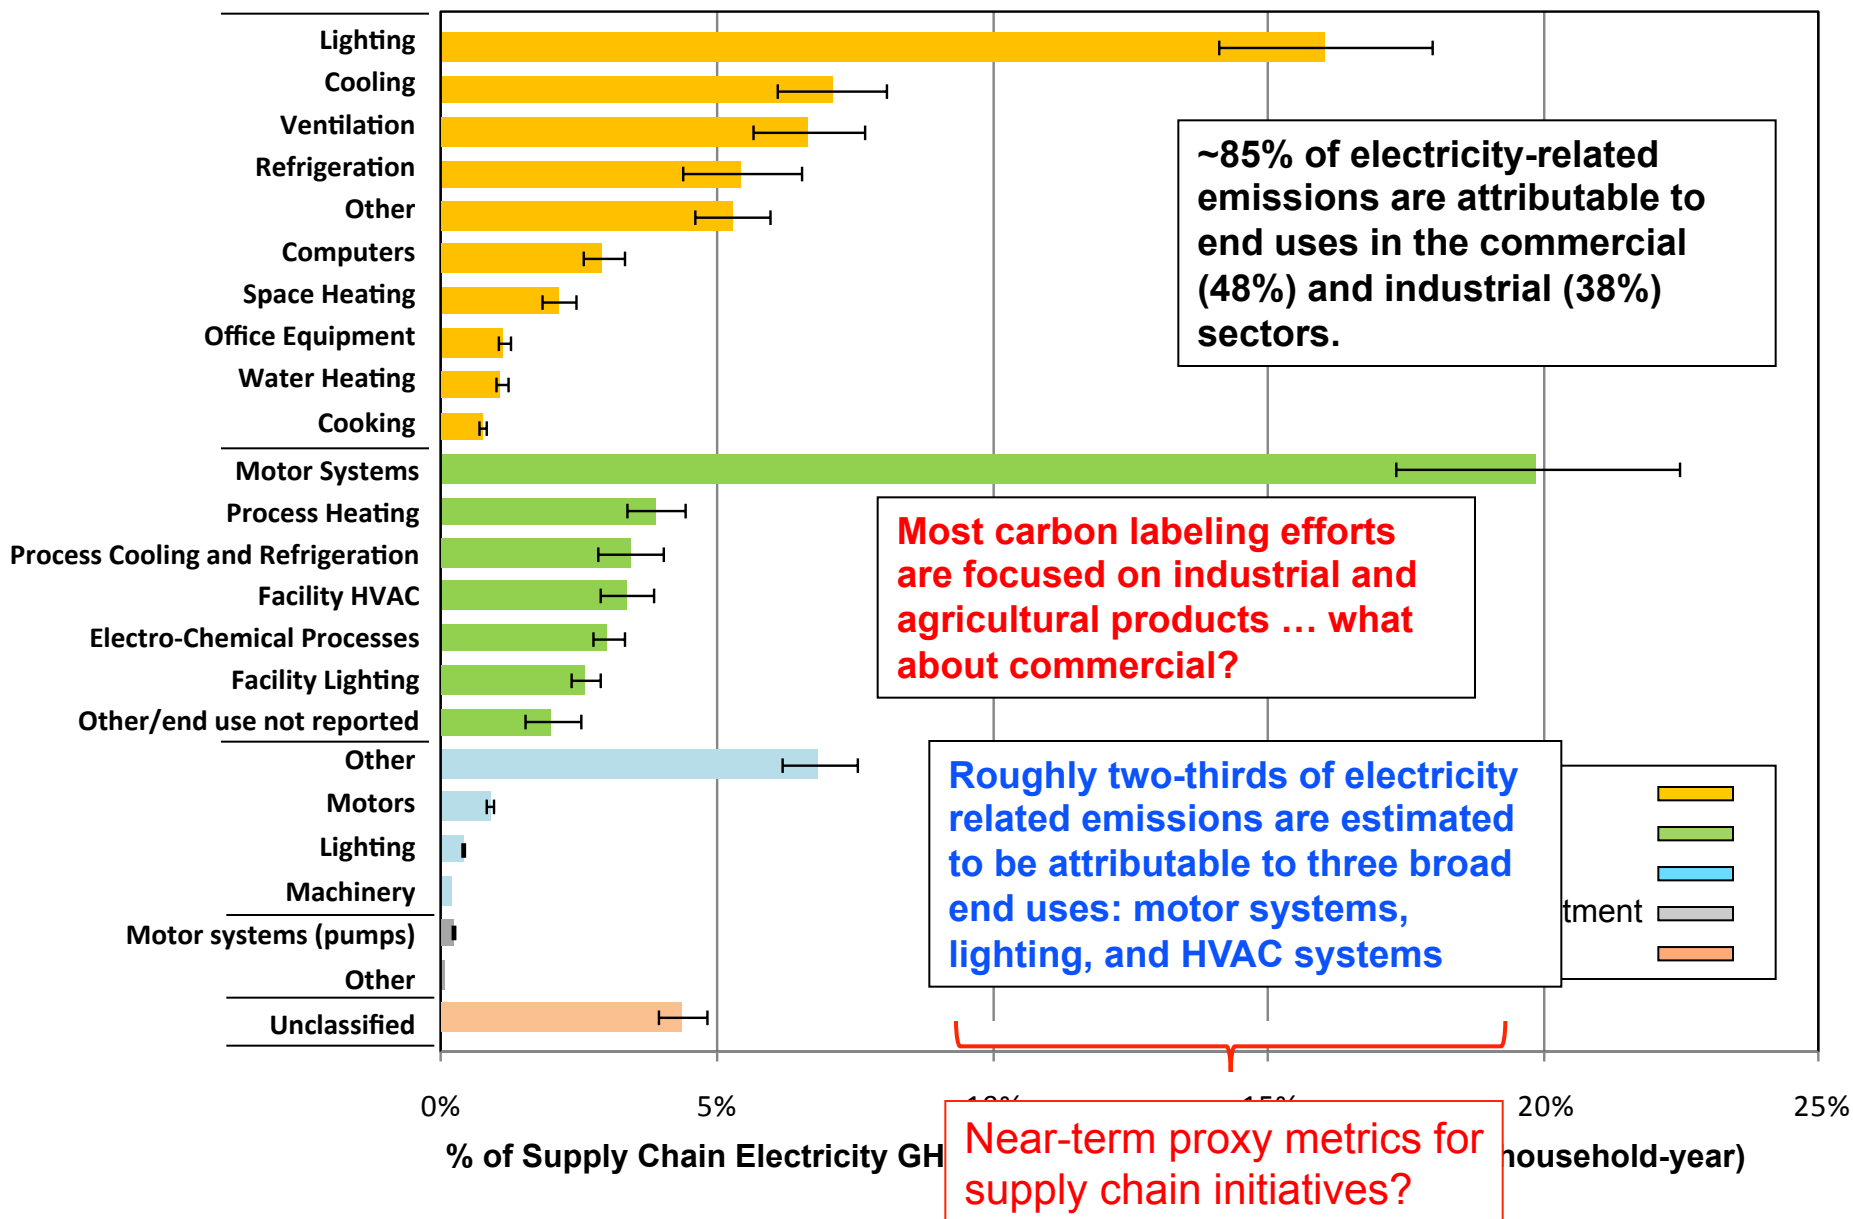 Lighting
Cooling
Ventilation
Refrigeration
Other
Computers
Space Heating
Office Equipment
Water Heating
Cooking
Motor Systems
Process Heating
Process Cooling and Refrigeration
Facility HVAC
Electro-Chemical Processes
Facility Lighting
Other/end use not reported
Other
Motors
Lighting
Machinery
Motor systems (pumps)
Other
Unclassified
~85% of electricity-related
emissions are attributable to
end uses in the commercial
(48%) and industrial (38%)
sectors.
Most carbon labeling efforts
are focused on industrial and
agricultural products … what
about commercial?
Roughly two-thirds of electricity
related emissions are estimated
to be attributable to three broad
end uses: motor systems,
lighting, and HVAC systems
tment
0% 5% 10% 15% 20% 25%
% of Supply Chain Electricity GH household-year)
Near-term proxy metrics for
supply chain initiatives?